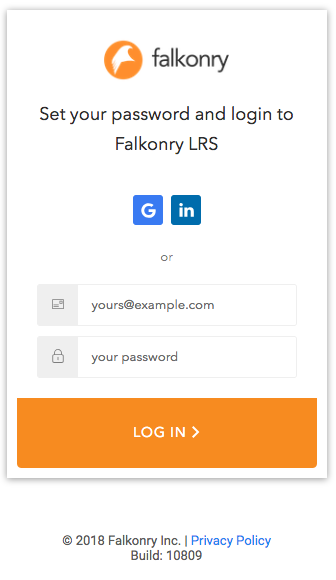 falkonry
Set your password and login to
Falkonry LRS
G in
or
yours@example.com
your password
LOG IN >
© 2018 Falkonry Inc. | Privacy Policy
Build: 10809